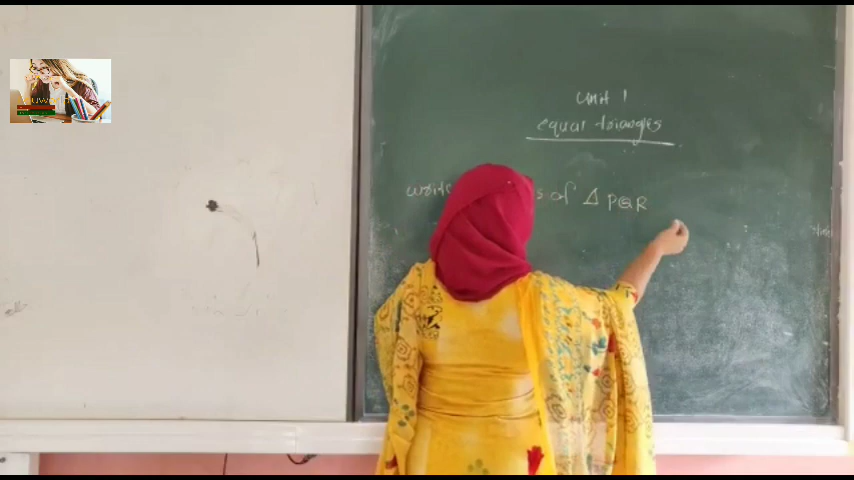 Unit 1
equal triangles
write s of Δ PQR